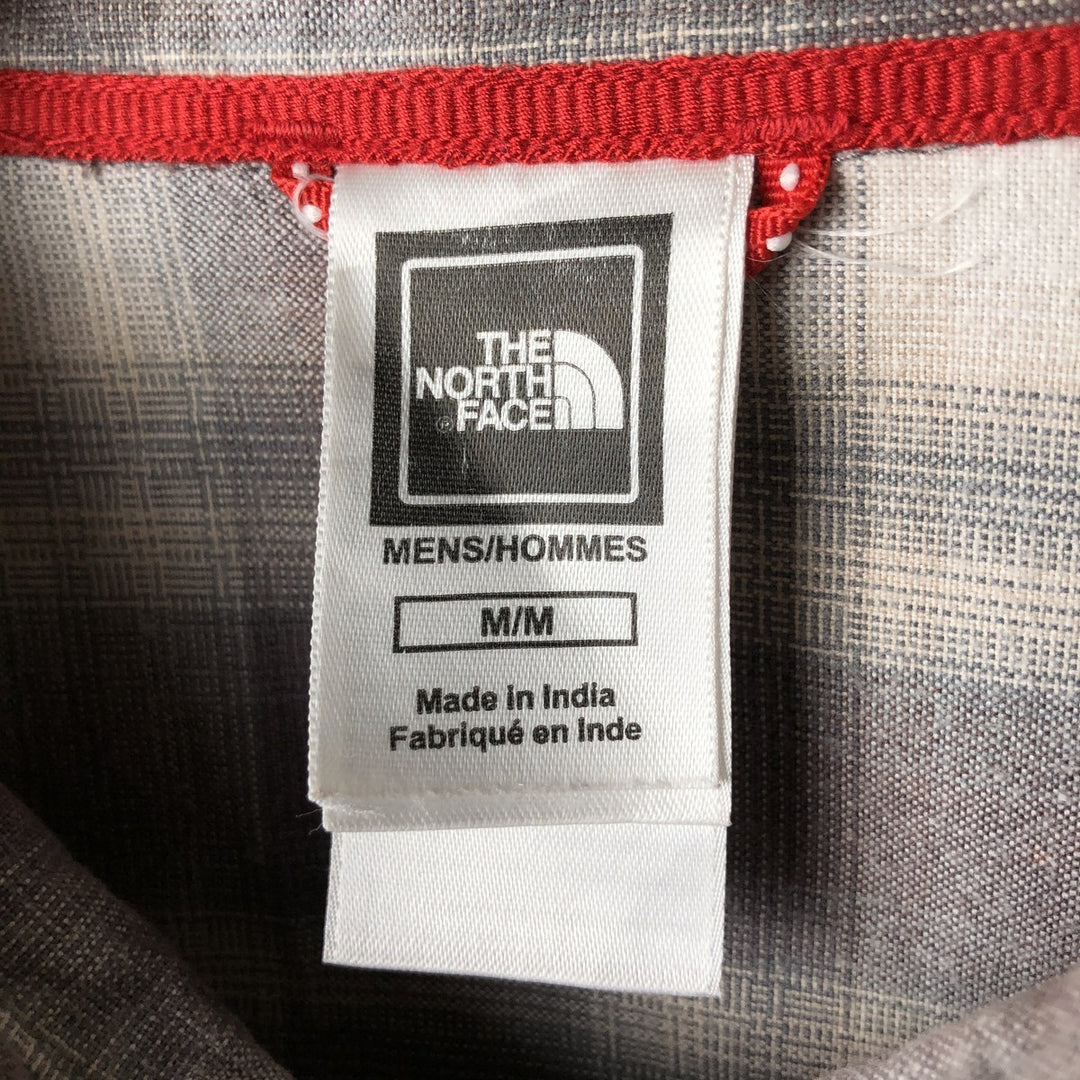 THE
NORTH
® FACE
MENS/HOMMES
M/M
Made in India
Fabriqué en Inde